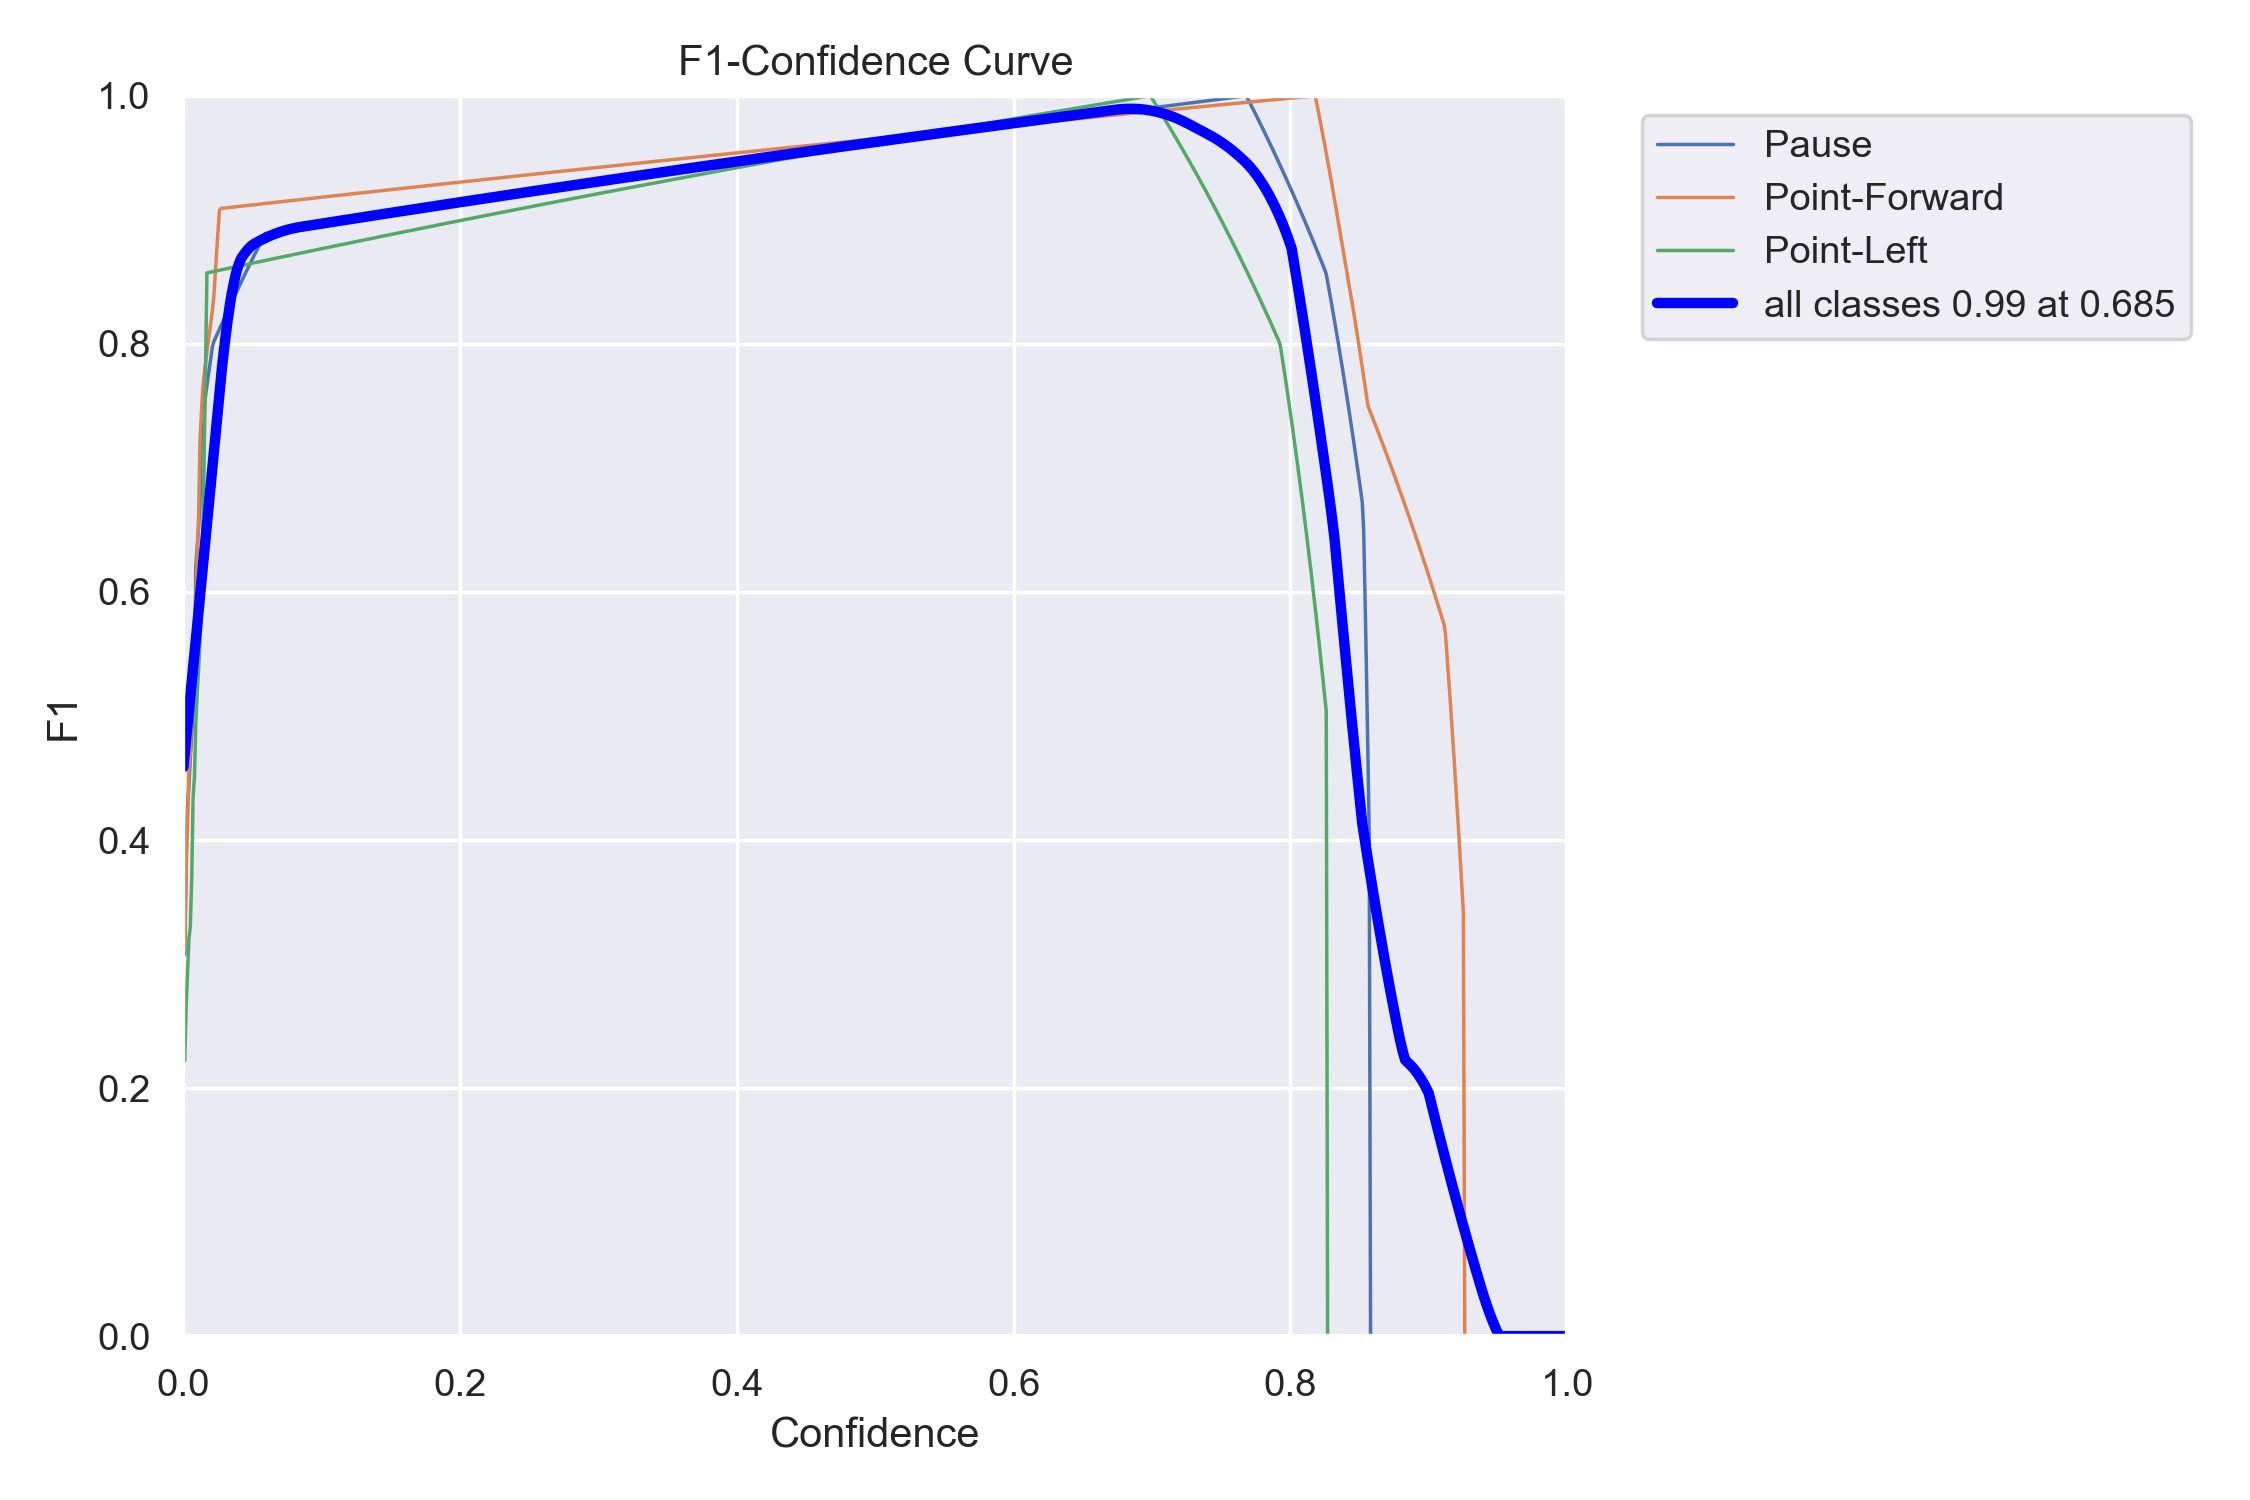 F1-Confidence Curve
1.0
0.8
0.6
0.4
0.2
0.0
F1
0.0 0.2 0.4 0.6 0.8 1.0
Confidence
Pause
Point-Forward
Point-Left
all classes 0.99 at 0.685